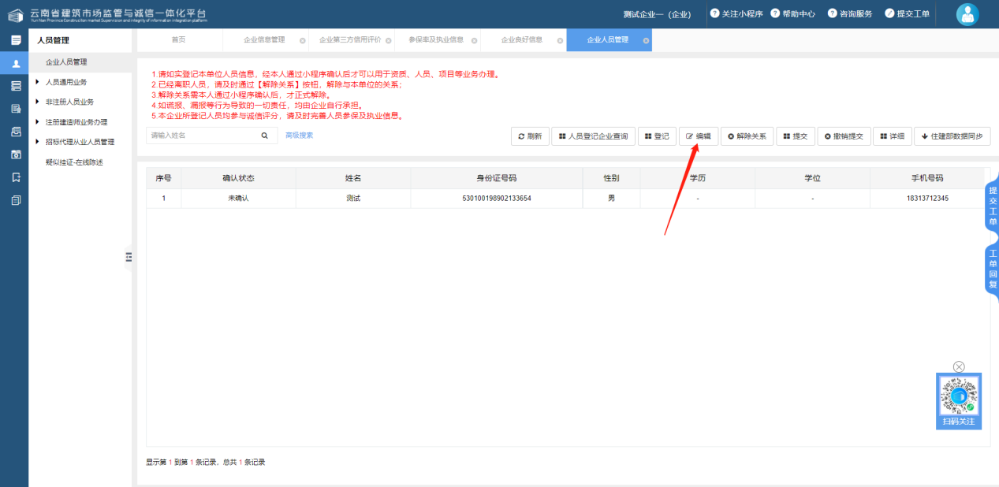 云南省建筑市场监管与诚信一体化平台
Yun Nan Province Construction market Supervision and integrity of information integration platform
测试企业一（企业）
关注小程序
帮助中心
咨询服务
提交工单
人员管理
首页
企业信息管理
企业第三方信用评价
参保率及执业信息
企业良好信息
企业人员管理
企业人员管理
人员通用业务
非注册人员业务
注册建造师业务办理
招标代理从业人员管理
疑似挂证-在线陈述
1.请如实登记本单位人员信息，经本人通过小程序确认后才可以用于资质、人员、项目等业务办理。
2.已经离职人员，请及时通过【解除关系】按钮，解除与本单位的关系；
3.解除关系需本人通过小程序确认后，才正式解除。
4.如谎报、漏报等行为导致的一切责任，均由企业自行承担。
5.本企业所登记人员均参与诚信评分，请及时完善人员参保及执业信息。
请输入姓名
高级搜索
刷新
人员登记企业查询
登记
编辑
解除关系
提交
撤销提交
详细
住建部数据同步
序号 确认状态 姓名 身份证号码 性别 学历 学位 手机号码
1 未确认 测试 530100198902133654 男 - - 18313712345
提交工单
工单回复
扫码关注
显示第 1 到第 1 条记录，总共 1 条记录